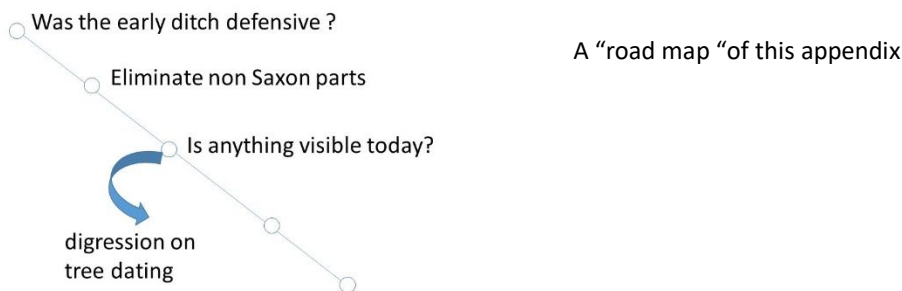 Was the early ditch defensive ?
A “road map “of this appendix
Eliminate non Saxon parts
Is anything visible today?
digression on
tree dating